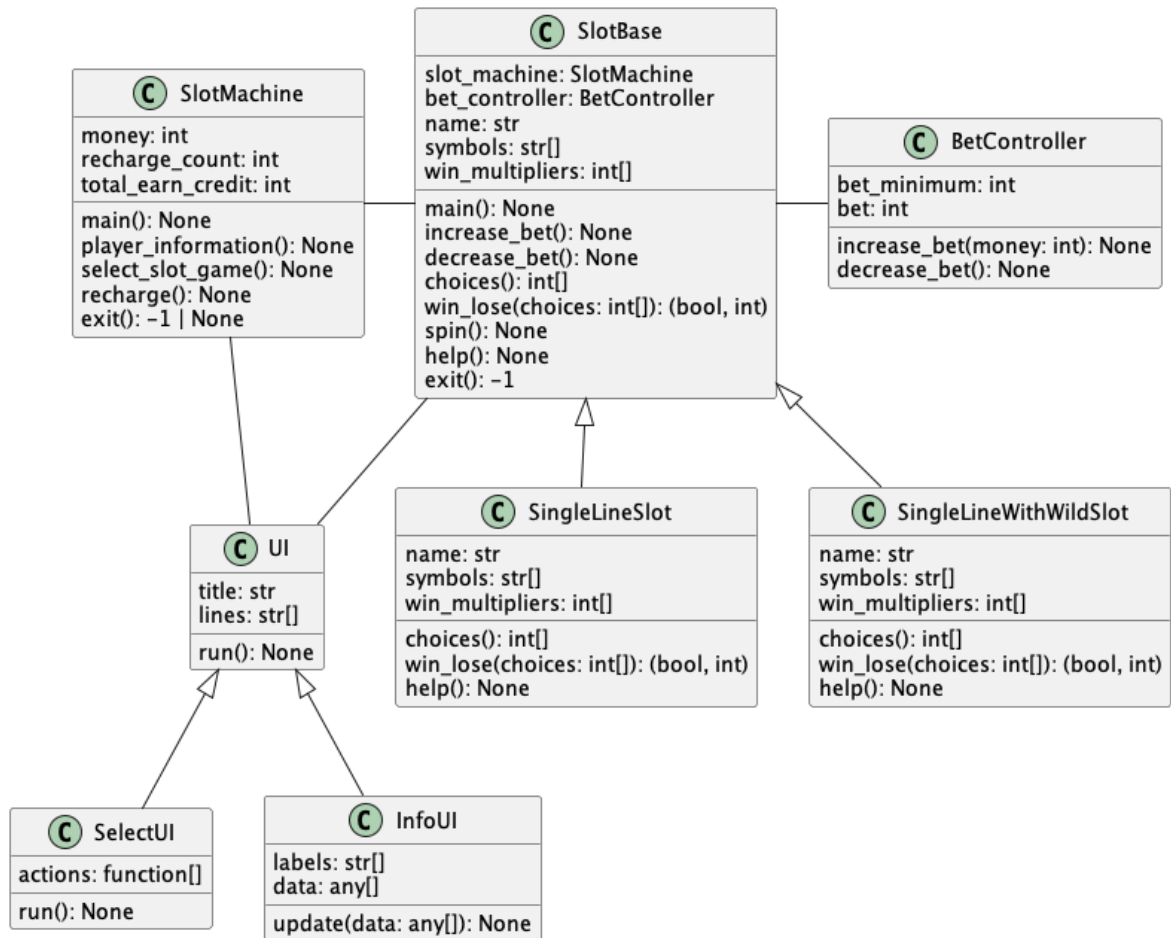 C SlotBase
slot_machine: SlotMachine
bet_controller: BetController
name: str
symbols: str[]
win_multipliers: int[]
main(): None
increase_bet(): None
decrease_bet(): None
choices(): int[]
win_lose(choices: int[]): (bool, int)
spin(): None
help(): None
exit(): -1
C SlotMachine
money: int
recharge_count: int
total_earn_credit: int
main(): None
player_information(): None
select_slot_game(): None
recharge(): None
exit(): -1 | None
C BetController
bet_minimum: int
bet: int
increase_bet(money: int): None
decrease_bet(): None
C UI
title: str
lines: str[]
run(): None
C SingleLineSlot
name: str
symbols: str[]
win_multipliers: int[]
choices(): int[]
win_lose(choices: int[]): (bool, int)
help(): None
C SingleLineWithWildSlot
name: str
symbols: str[]
win_multipliers: int[]
choices(): int[]
win_lose(choices: int[]): (bool, int)
help(): None
C SelectUI
actions: function[]
run(): None
C InfoUI
labels: str[]
data: any[]
update(data: any[]): None